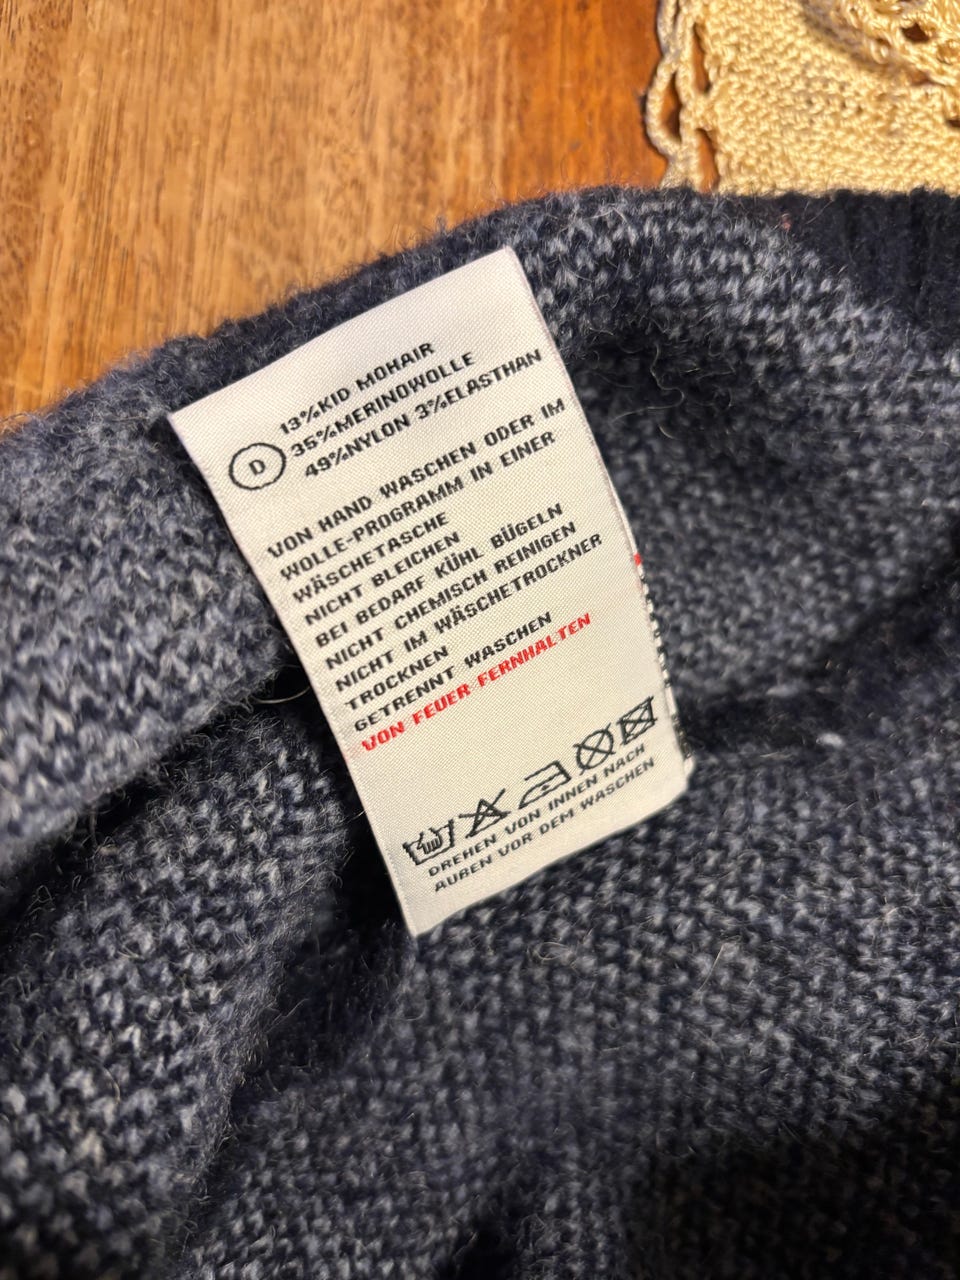 D
13%KID MOHAIR
35%MERINOWOLLE
49%NYLON 3%ELASTHAN
VON HAND WASCHEN ODER IM
WOLLE-PROGRAMM IN EINER
WÄSCHETASCHE
NICHT BLEICHEN
BEI BEDARF KÜHL BÜGELN
NICHT CHEMISCH REINIGEN
NICHT IM WÄSCHETROCKNER
TROCKNEN
GETRENNT WASCHEN
VON FEUER FERNHALTEN
DREHEN VON INNEN NACH
AUREN VOR DEM WASCHEN